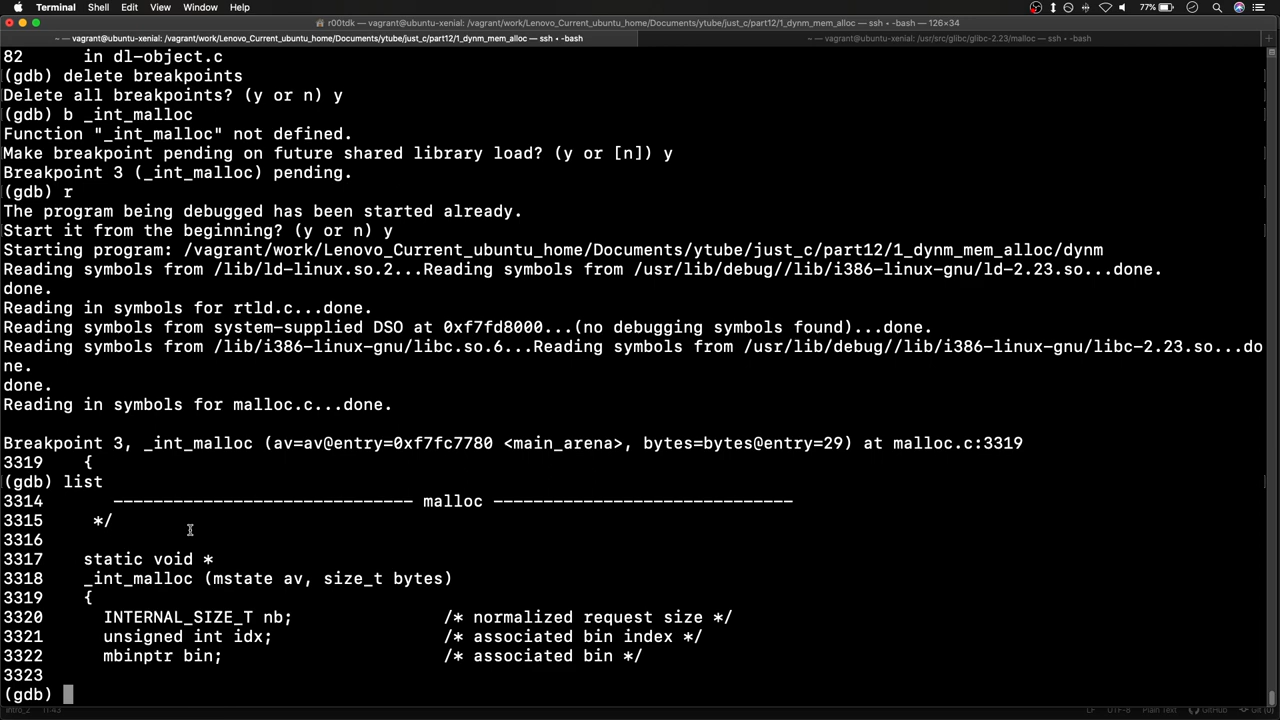 Terminal Shell Edit View Window Help 77%
r00tdk — vagrant@ubuntu-xenial: /vagrant/work/Lenovo_Current_ubuntu_home/Documents/ytube/just_c/part12/1_dynm_mem_alloc — ssh ‹ -bash — 126×34
~ — vagrant@ubuntu-xenial: /vagrant/work/Lenovo_Current_ubuntu_home/Documents/ytube/just_c/part12/1_dynm_mem_alloc — ssh ‹ -bash
~ — vagrant@ubuntu-xenial: /usr/src/glibc/glibc-2.23/malloc — ssh ‹ -bash
82 in dl-object.c
(gdb) delete breakpoints
Delete all breakpoints? (y or n) y
(gdb) b _int_malloc
Function "_int_malloc" not defined.
Make breakpoint pending on future shared library load? (y or [n]) y
Breakpoint 3 (_int_malloc) pending.
(gdb) r
The program being debugged has been started already.
Start it from the beginning? (y or n) y
Starting program: /vagrant/work/Lenovo_Current_ubuntu_home/Documents/ytube/just_c/part12/1_dynm_mem_alloc/dynm
Reading symbols from /lib/ld-linux.so.2...Reading symbols from /usr/lib/debug//lib/i386-linux-gnu/ld-2.23.so...done.
done.
Reading in symbols for rtld.c...done.
Reading symbols from system-supplied DSO at 0xf7fd8000...(no debugging symbols found)...done.
Reading symbols from /lib/i386-linux-gnu/libc.so.6...Reading symbols from /usr/lib/debug//lib/i386-linux-gnu/libc-2.23.so...do
ne.
done.
Reading in symbols for malloc.c...done.
Breakpoint 3, _int_malloc (av=av@entry=0xf7fc7780 <main_arena>, bytes=bytes@entry=29) at malloc.c:3319
3319 {
(gdb) list
3314 ------------------------------ malloc ------------------------------
3315 */
3316
3317 static void *
3318 _int_malloc (mstate av, size_t bytes)
3319 {
3320 INTERNAL_SIZE_T nb; /* normalized request size */
3321 unsigned int idx; /* associated bin index */
3322 mbinptr bin; /* associated bin */
3323
(gdb)
intro_2 11:43 LF UTF-8 Plain Text GitHub Git (0)